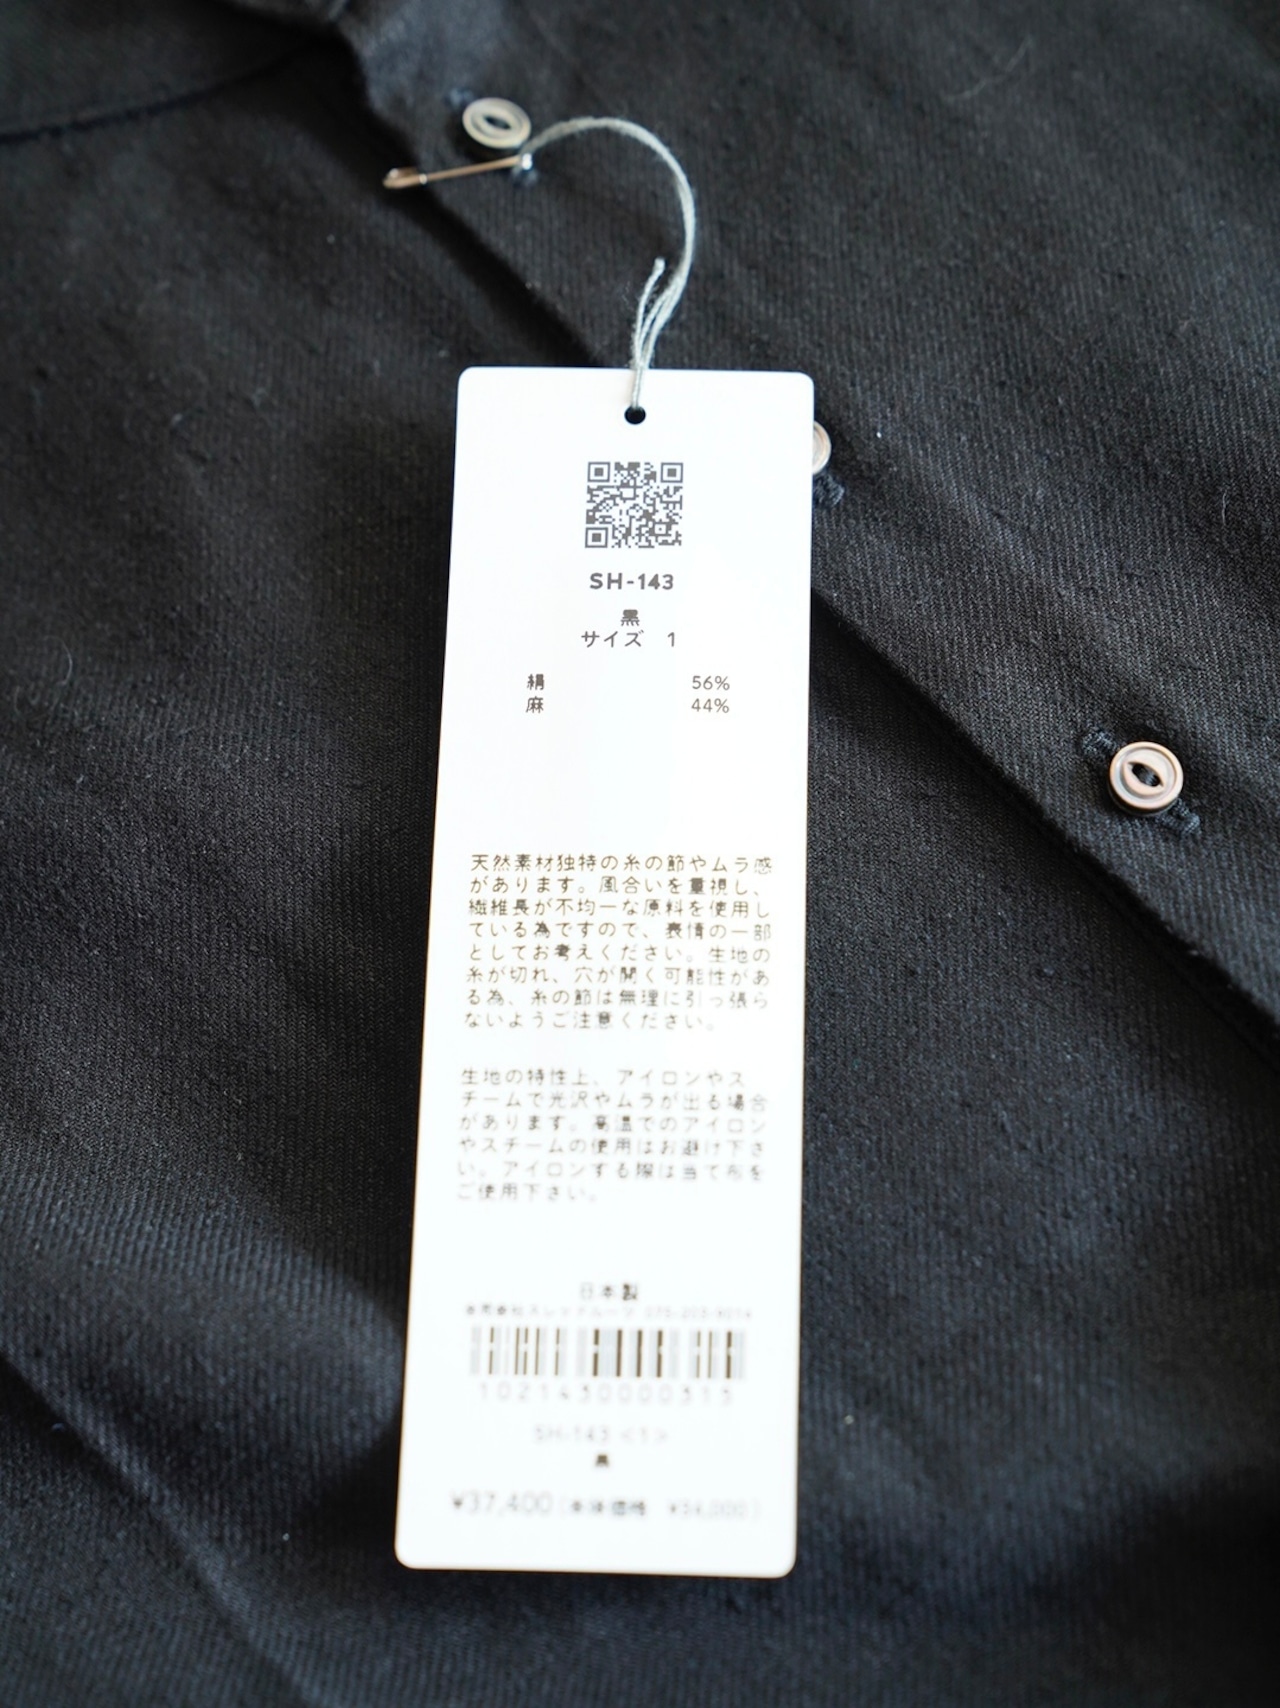 SH-143
黒
サイズ 1
絹 56%
麻 44%
天然素材独特の糸の節やムラ感
があります。風合いを重視し、
繊維長が不均一な原料を使用し
ている為ですので、表情の一部
としてお考えください。生地の
糸が切れ、穴が開く可能性があ
る為、糸の節は無理に引っ張ら
ないようご注意ください。
生地の特性上、アイロンやス
チームで光沢やムラが出る場合
があります。高温でのアイロン
やスチームの使用はお避け下さ
い。アイロンする際は当て布を
ご使用下さい。
日本製
1021430000313
SH-143 <1>
黒
¥37,400(本体価格 ¥34,000)